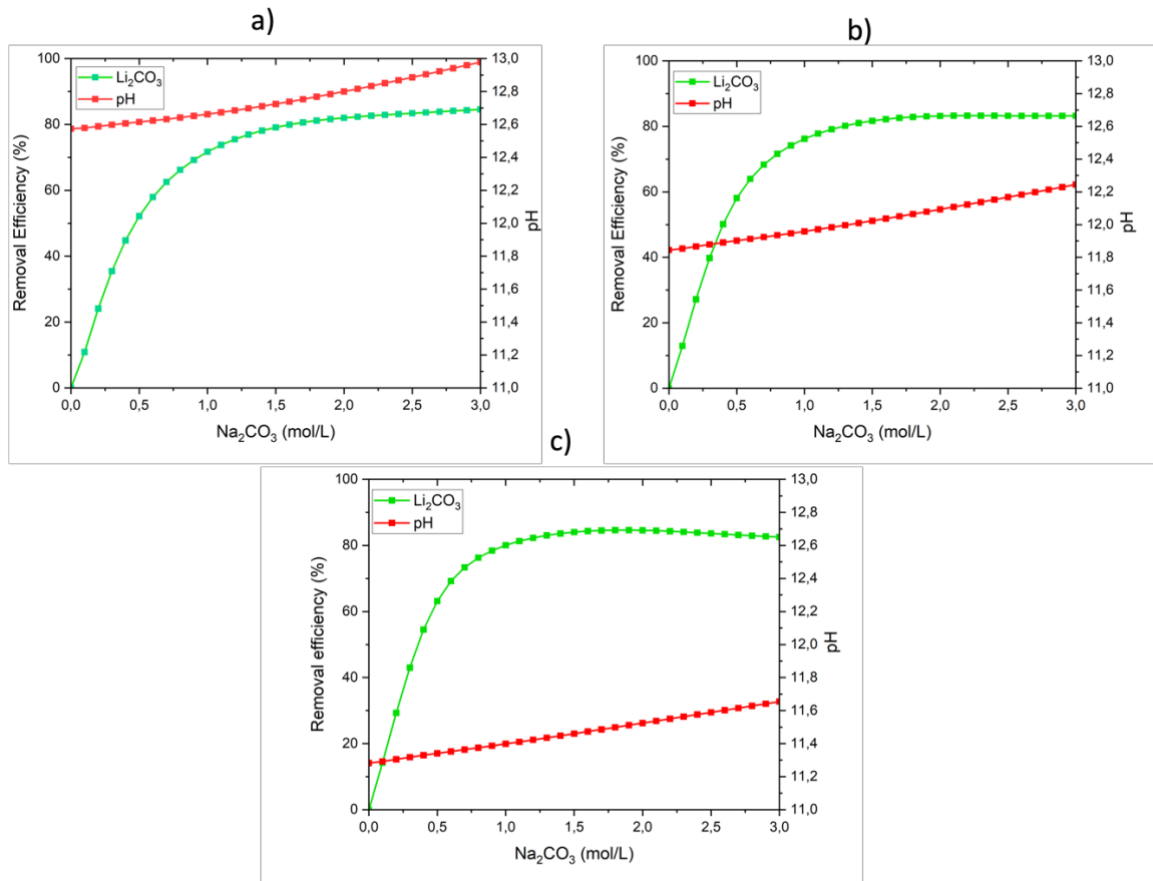 a)
100
80
60
40
20
0
Removal Efficiency (%)
Li₂CO₃
pH
13,0
12,8
12,6
12,4
12,2
12,0
11,8
11,6
11,4
11,2
11,0
pH
0,0 0,5 1,0 1,5 2,0 2,5 3,0
Na₂CO₃ (mol/L)
b)
100
80
60
40
20
0
Removal Efficiency (%)
Li₂CO₃
pH
13,0
12,8
12,6
12,4
12,2
12,0
11,8
11,6
11,4
11,2
11,0
pH
0,0 0,5 1,0 1,5 2,0 2,5 3,0
Na₂CO₃ (mol/L)
c)
100
80
60
40
20
0
Removal efficiency (%)
Li₂CO₃
pH
13,0
12,8
12,6
12,4
12,2
12,0
11,8
11,6
11,4
11,2
11,0
pH
0,0 0,5 1,0 1,5 2,0 2,5 3,0
Na₂CO₃ (mol/L)